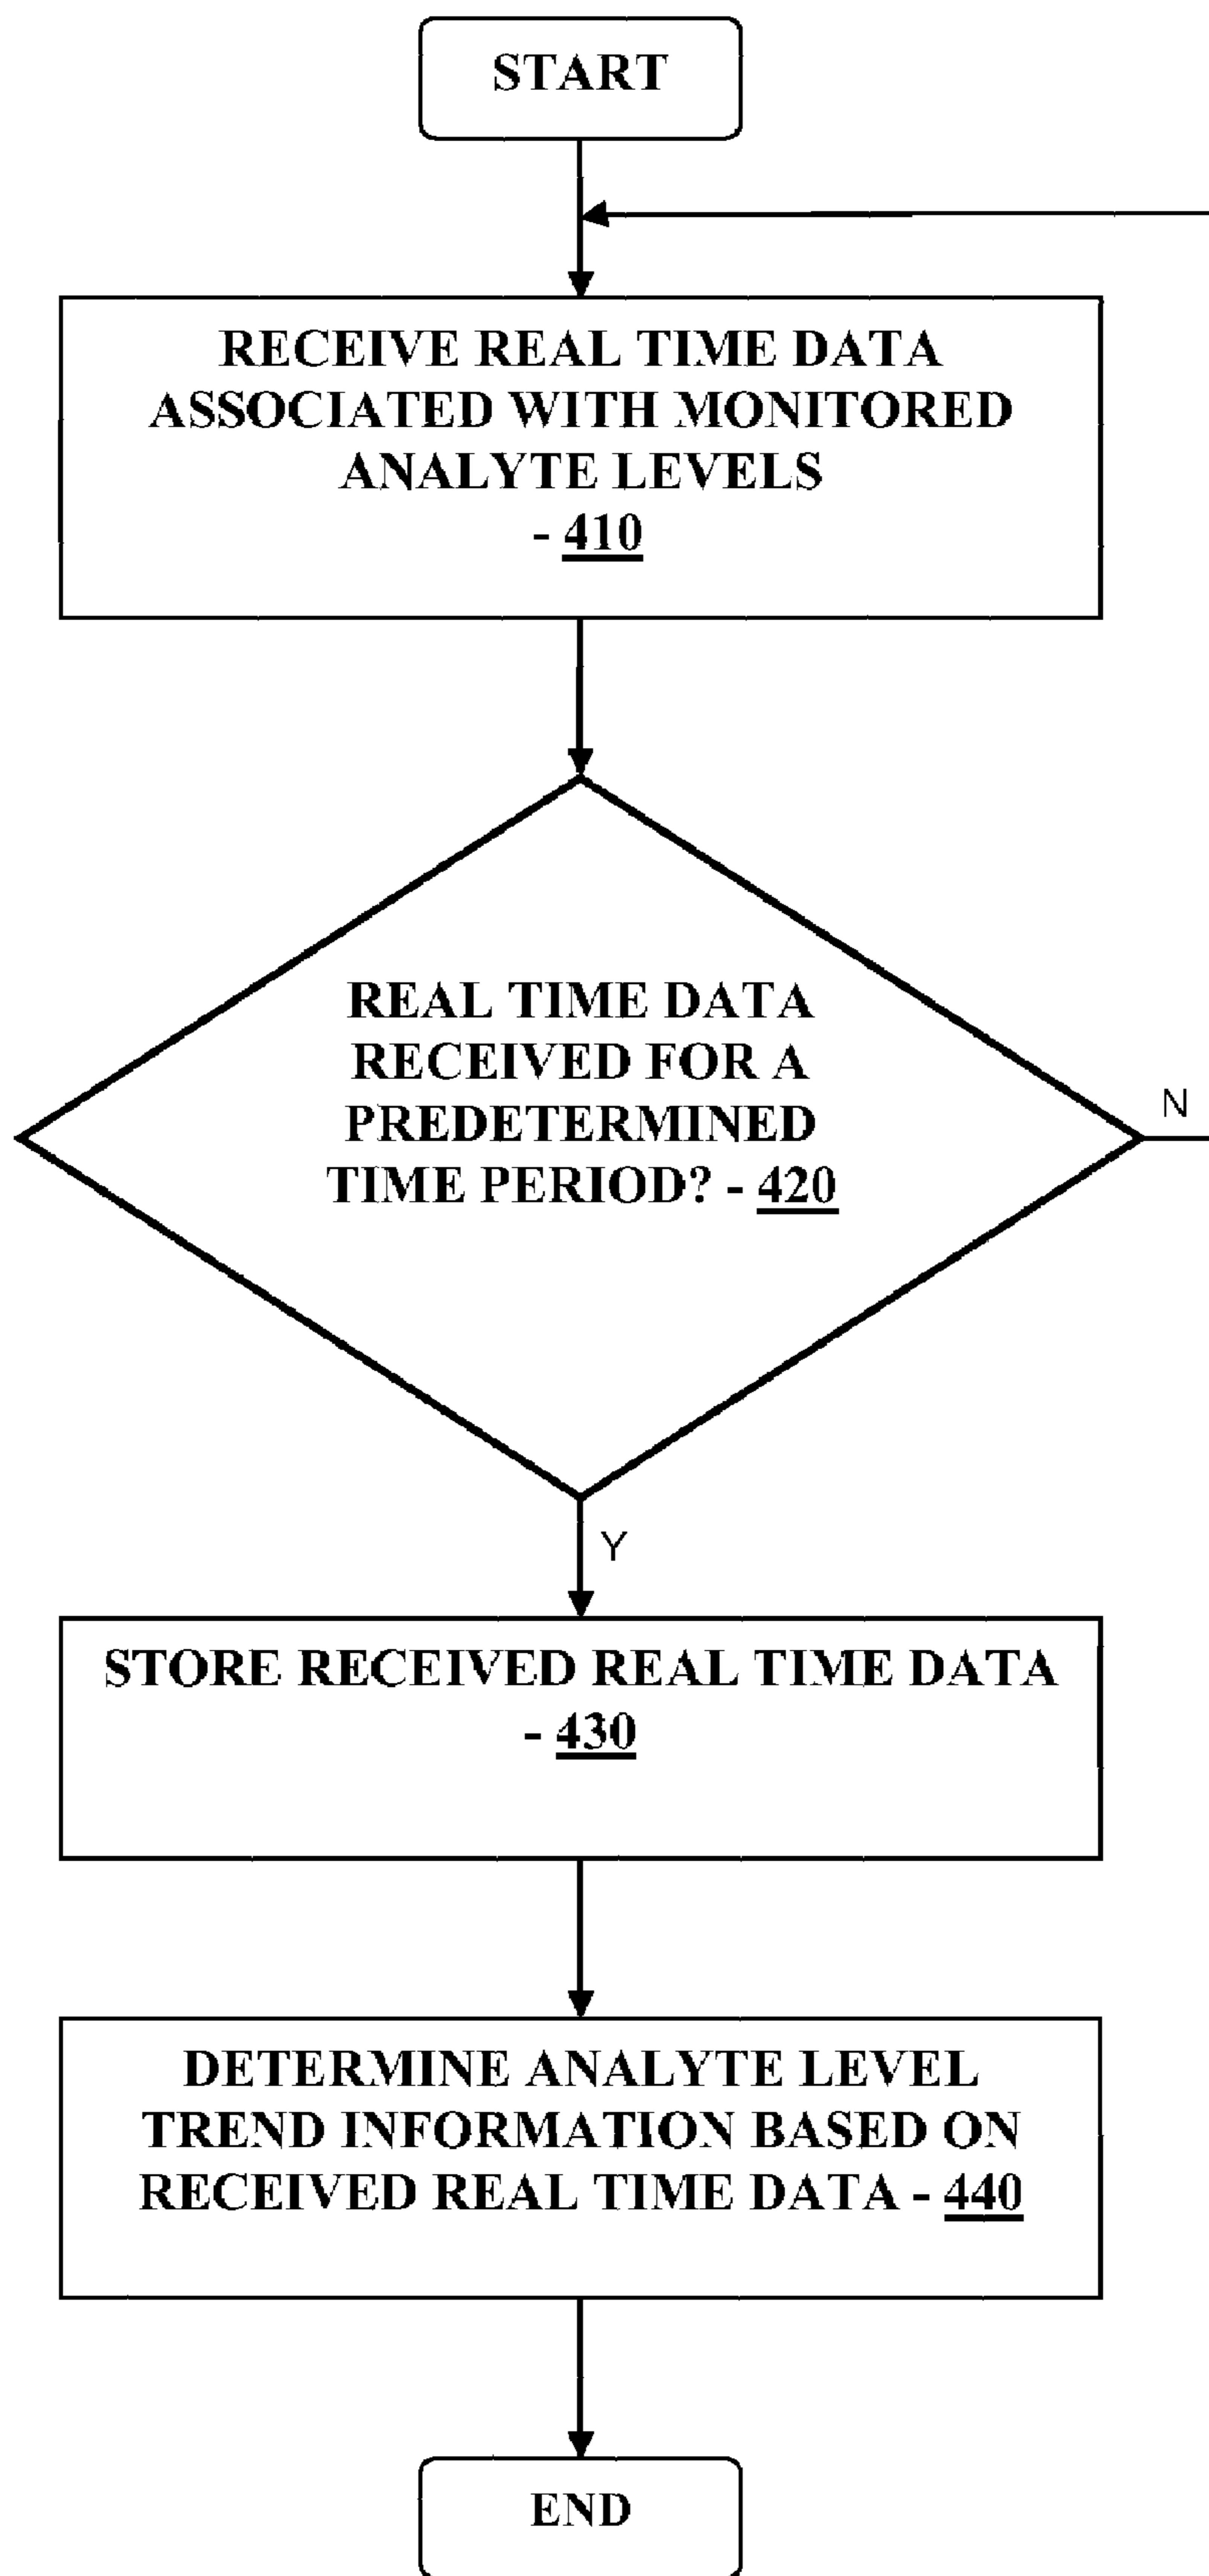 START
RECEIVE REAL TIME DATA
ASSOCIATED WITH MONITORED
ANALYTE LEVELS
- 410
REAL TIME DATA
RECEIVED FOR A
PREDETERMINED
TIME PERIOD? - 420
N
Y
STORE RECEIVED REAL TIME DATA
- 430
DETERMINE ANALYTE LEVEL
TREND INFORMATION BASED ON
RECEIVED REAL TIME DATA - 440
END